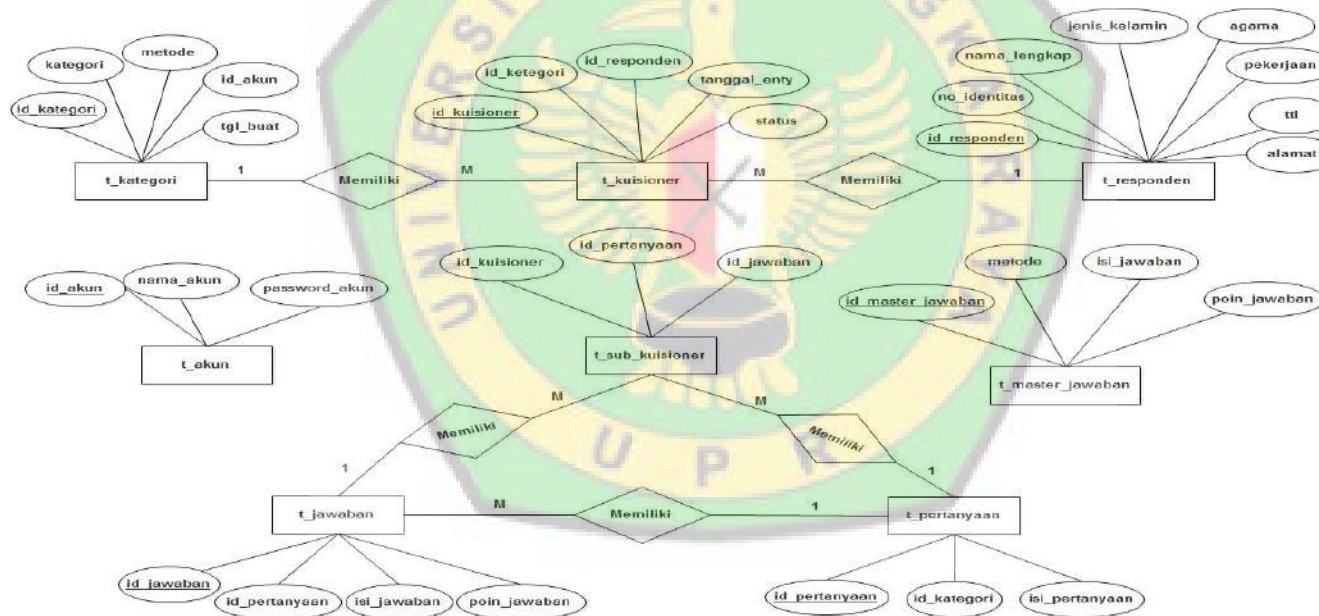 jenis_kelamin
agama
metode
kategori
id_akun
id_kategori
tgl_buat
id_responden
id_ketegori
tanggal_enty
id_kuisioner
status
nama_lengkap
pekerjaan
no_identitas
ttl
id_responden
alamat
t_kategori
1
Memiliki
M
t_kuisioner
M
Memiliki
1
t_responden
id_akun
nama_akun
password_akun
t_akun
id_kuisioner
id_pertanyaan
id_jawaban
t_sub_kuisioner
id_master_jawaban
metode
isi_jawaban
poin_jawaban
t_master_jawaban
M
Memiliki
1
M
Memiliki
1
t_jawaban
M
Memiliki
1
t_pertanyaan
id_jawaban
id_pertanyaan
isi_jawaban
poin_jawaban
id_pertanyaan
id_kategori
isi_pertanyaan
UPR